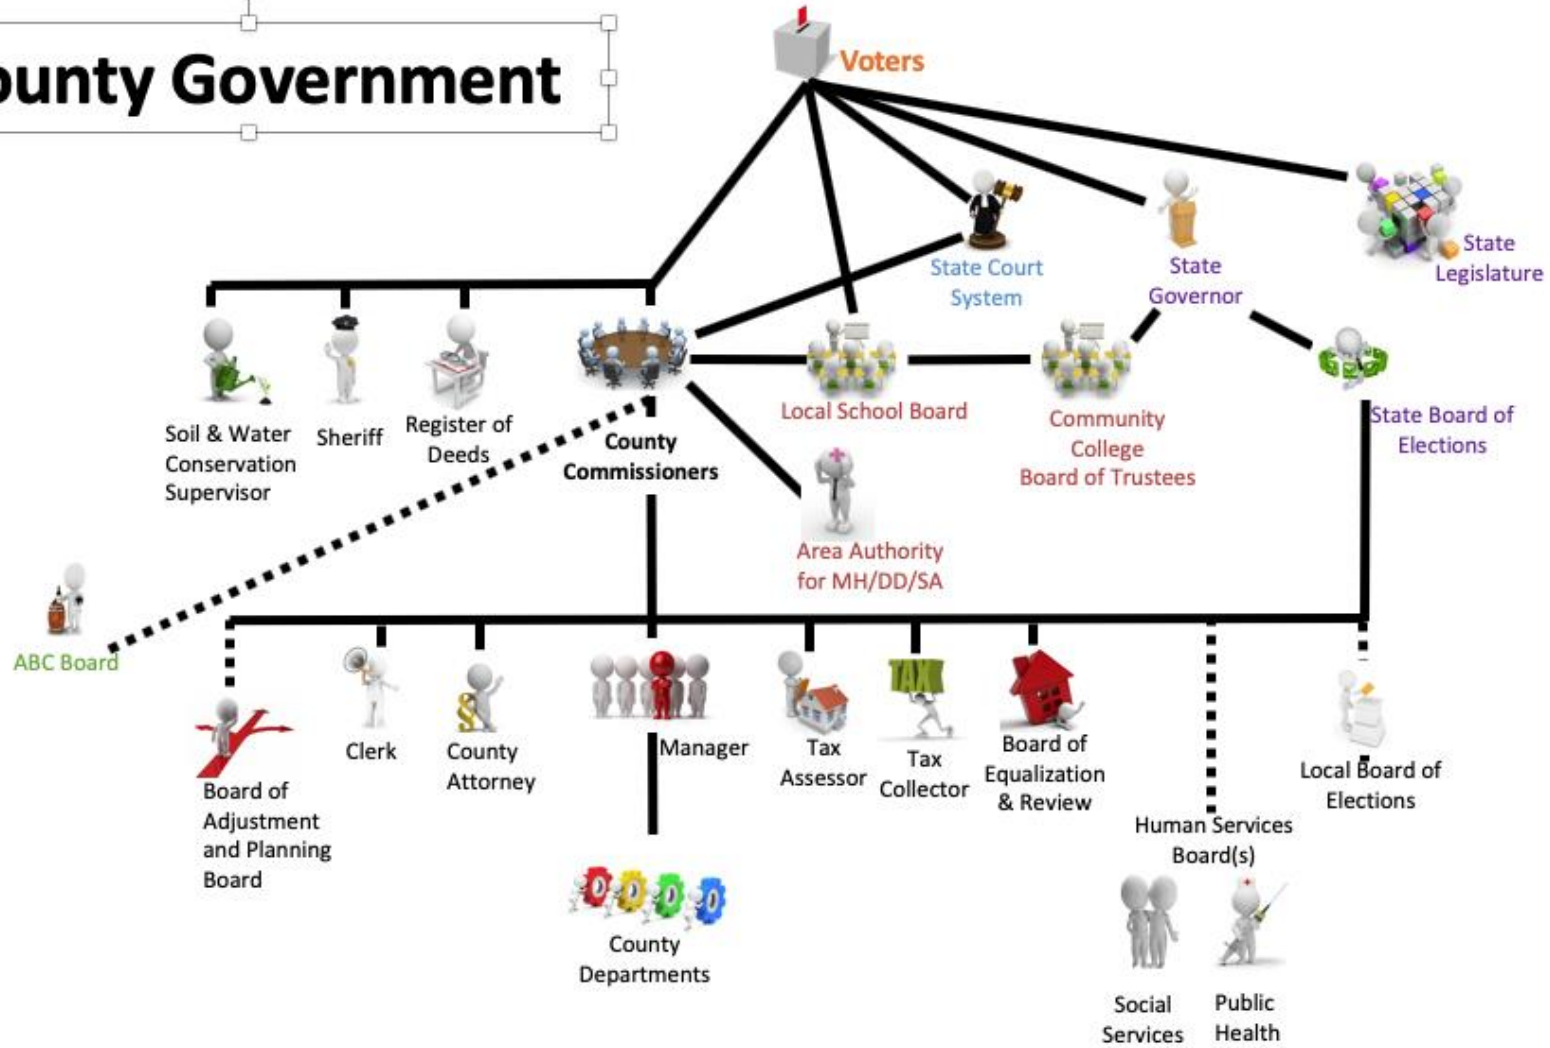 ounty Government
Voters
State Court
System
State
Governor
State
Legislature
Soil & Water
Conservation
Supervisor
Sheriff
Register of
Deeds
County
Commissioners
Local School Board
Community
College
Board of Trustees
State Board of
Elections
Area Authority
for MH/DD/SA
ABC Board
Board of
Adjustment
and Planning
Board
Clerk
County
Attorney
Manager
Tax
Assessor
TAX
Tax
Collector
Board of
Equalization
& Review
Human Services
Board(s)
Local Board of
Elections
County
Departments
Social
Services
Public
Health